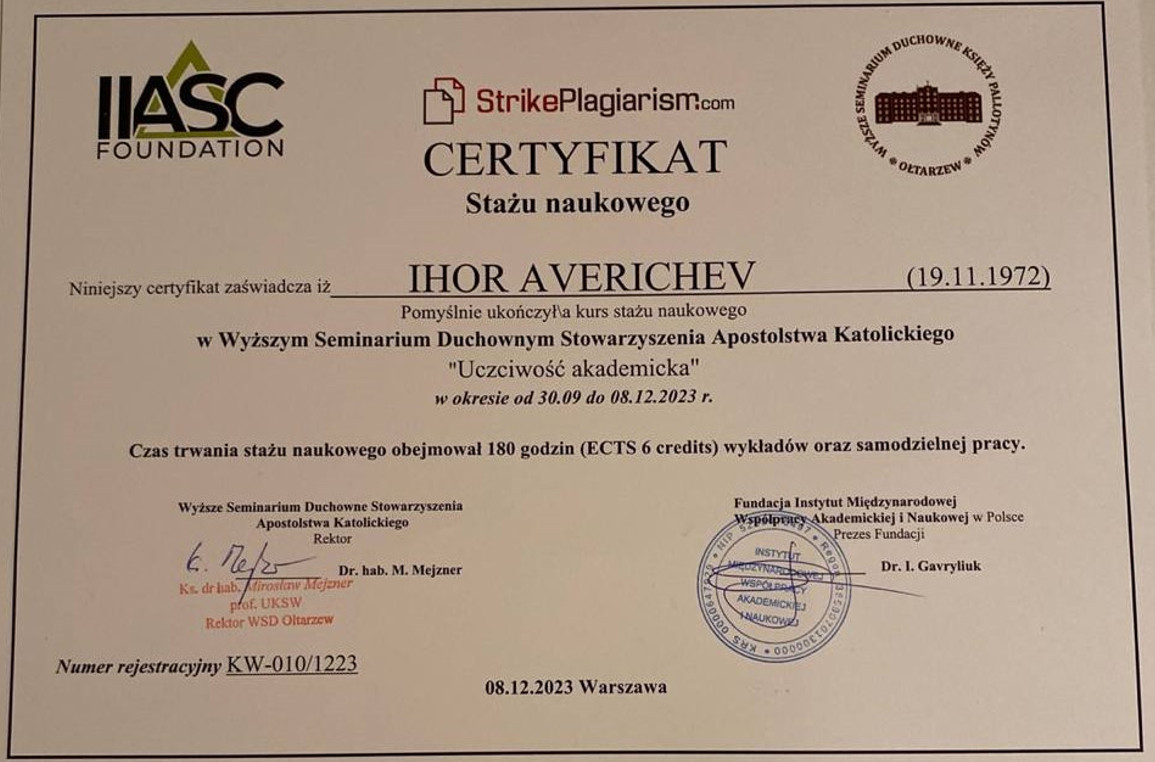 IIASC
FOUNDATION
StrikePlagiarism.com
WYŻSZE SEMINARIUM DUCHOWNE KSIĘŻY PALLOTYNÓW
OŁTARZEW
CERTYFIKAT
Stażu naukowego
Niniejszy certyfikat zaświadcza iż IHOR AVERICHEV (19.11.1972)
Pomyślnie ukończył\a kurs stażu naukowego
w Wyższym Seminarium Duchownym Stowarzyszenia Apostolstwa Katolickiego
"Uczciwość akademicka"
w okresie od 30.09 do 08.12.2023 r.
Czas trwania stażu naukowego obejmował 180 godzin (ECTS 6 credits) wykładów oraz samodzielnej pracy.
Wyższe Seminarium Duchowne Stowarzyszenia
Apostolstwa Katolickiego
Rektor
Dr. hab. M. Mejzner
Ks. dr hab. Mirosław Mejzner
prof. UKSW
Rektor WSD Ołtarzew
Fundacja Instytut Międzynarodowej
Współpracy Akademickiej i Naukowej w Polsce
Prezes Fundacji
Dr. I. Gavryliuk
INSTYTUT
MIĘDZYNARODOWEJ
WSPÓŁPRACY
AKADEMICKIEJ
I NAUKOWEJ
Numer rejestracyjny KW-010/1223
08.12.2023 Warszawa